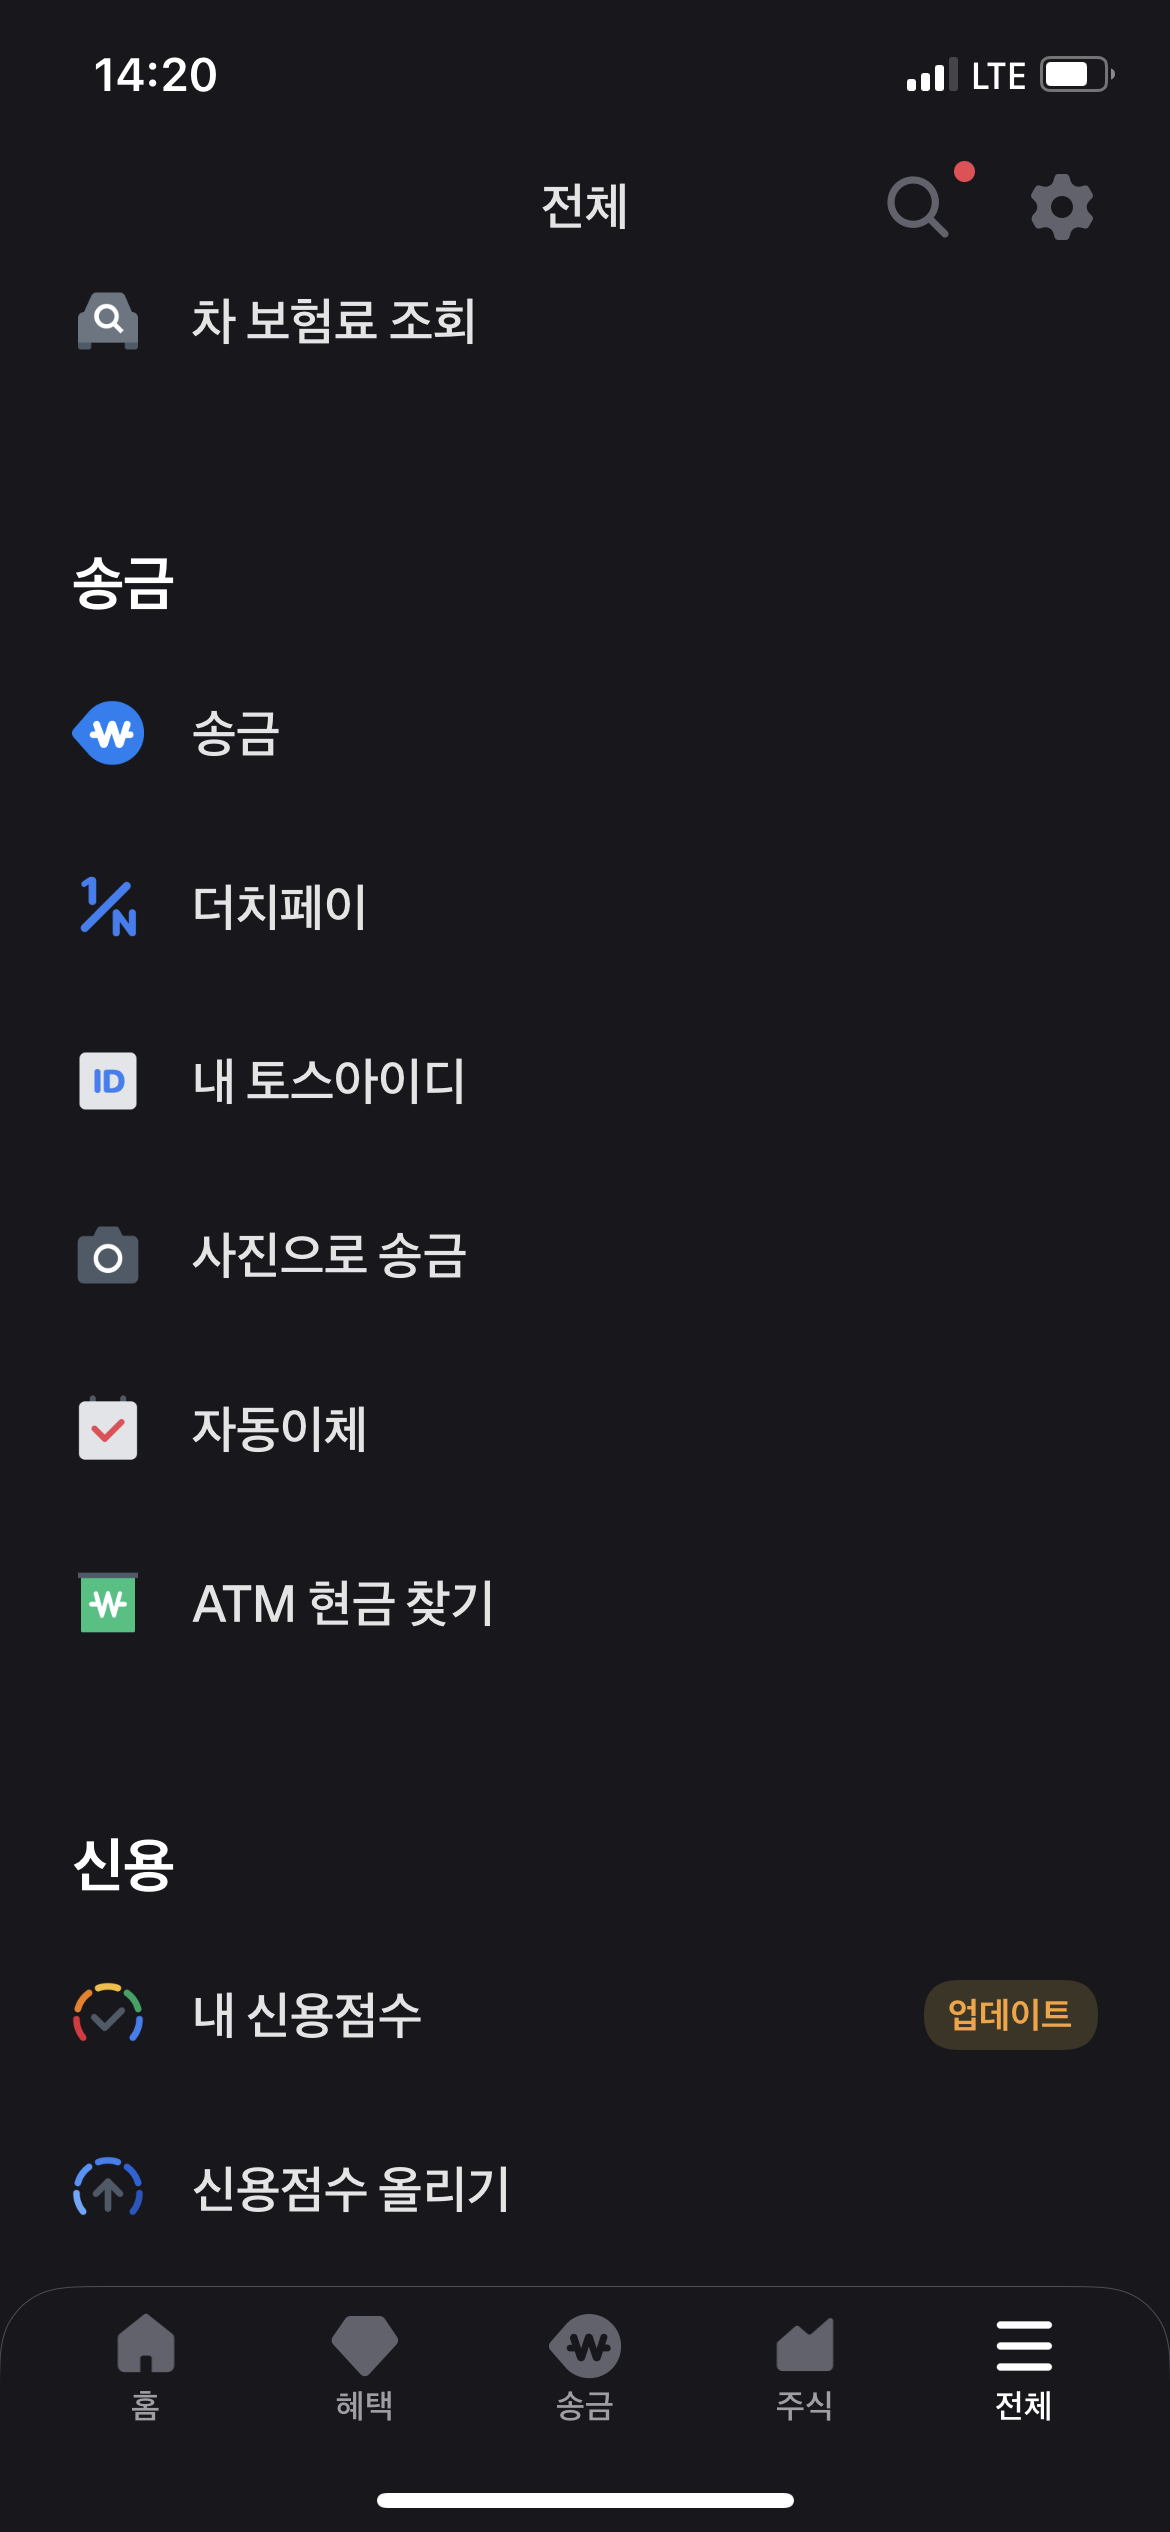 14:20
LTE
전체
차 보험료 조회
송금
송금
1/N
더치페이
ID
내 토스아이디
사진으로 송금
자동이체
₩
ATM 현금 찾기
신용
내 신용점수
업데이트
신용점수 올리기
홈
혜택
송금
주식
전체